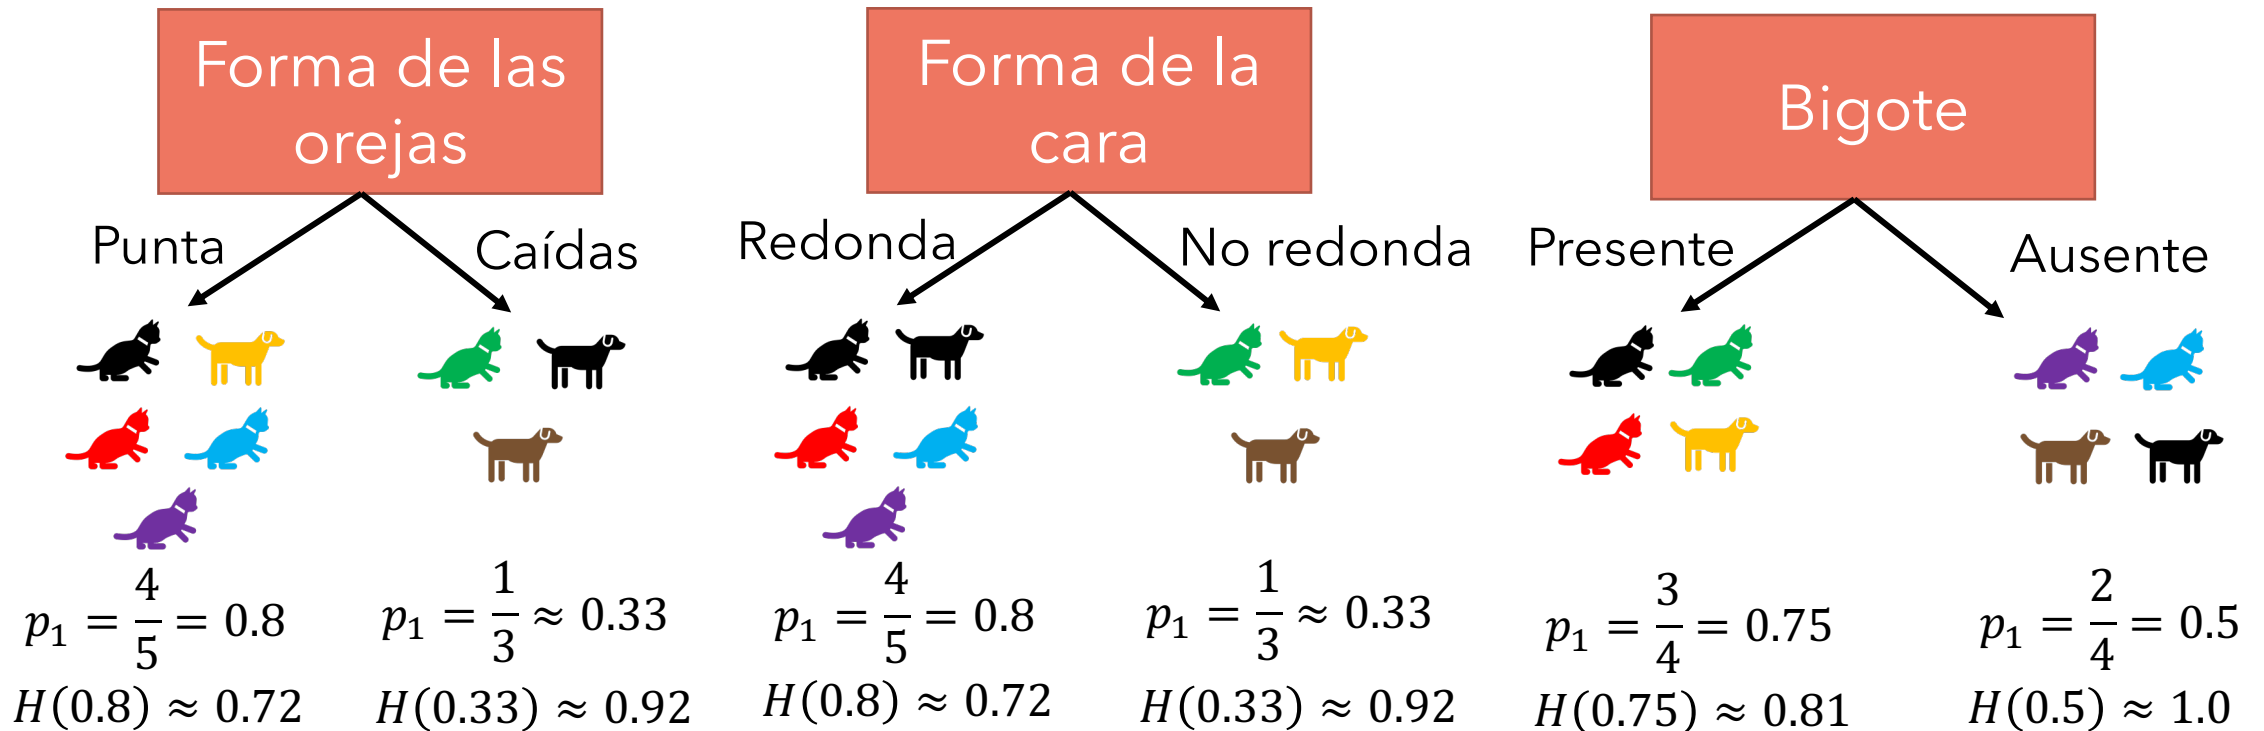 Forma de las
orejas
Punta
Caídas
p₁ = 4/5 = 0.8
H(0.8) ≈ 0.72
p₁ = 1/3 ≈ 0.33
H(0.33) ≈ 0.92
Forma de la
cara
Redonda
No redonda
p₁ = 4/5 = 0.8
H(0.8) ≈ 0.72
p₁ = 1/3 ≈ 0.33
H(0.33) ≈ 0.92
Bigote
Presente
Ausente
p₁ = 3/4 = 0.75
H(0.75) ≈ 0.81
p₁ = 2/4 = 0.5
H(0.5) ≈ 1.0